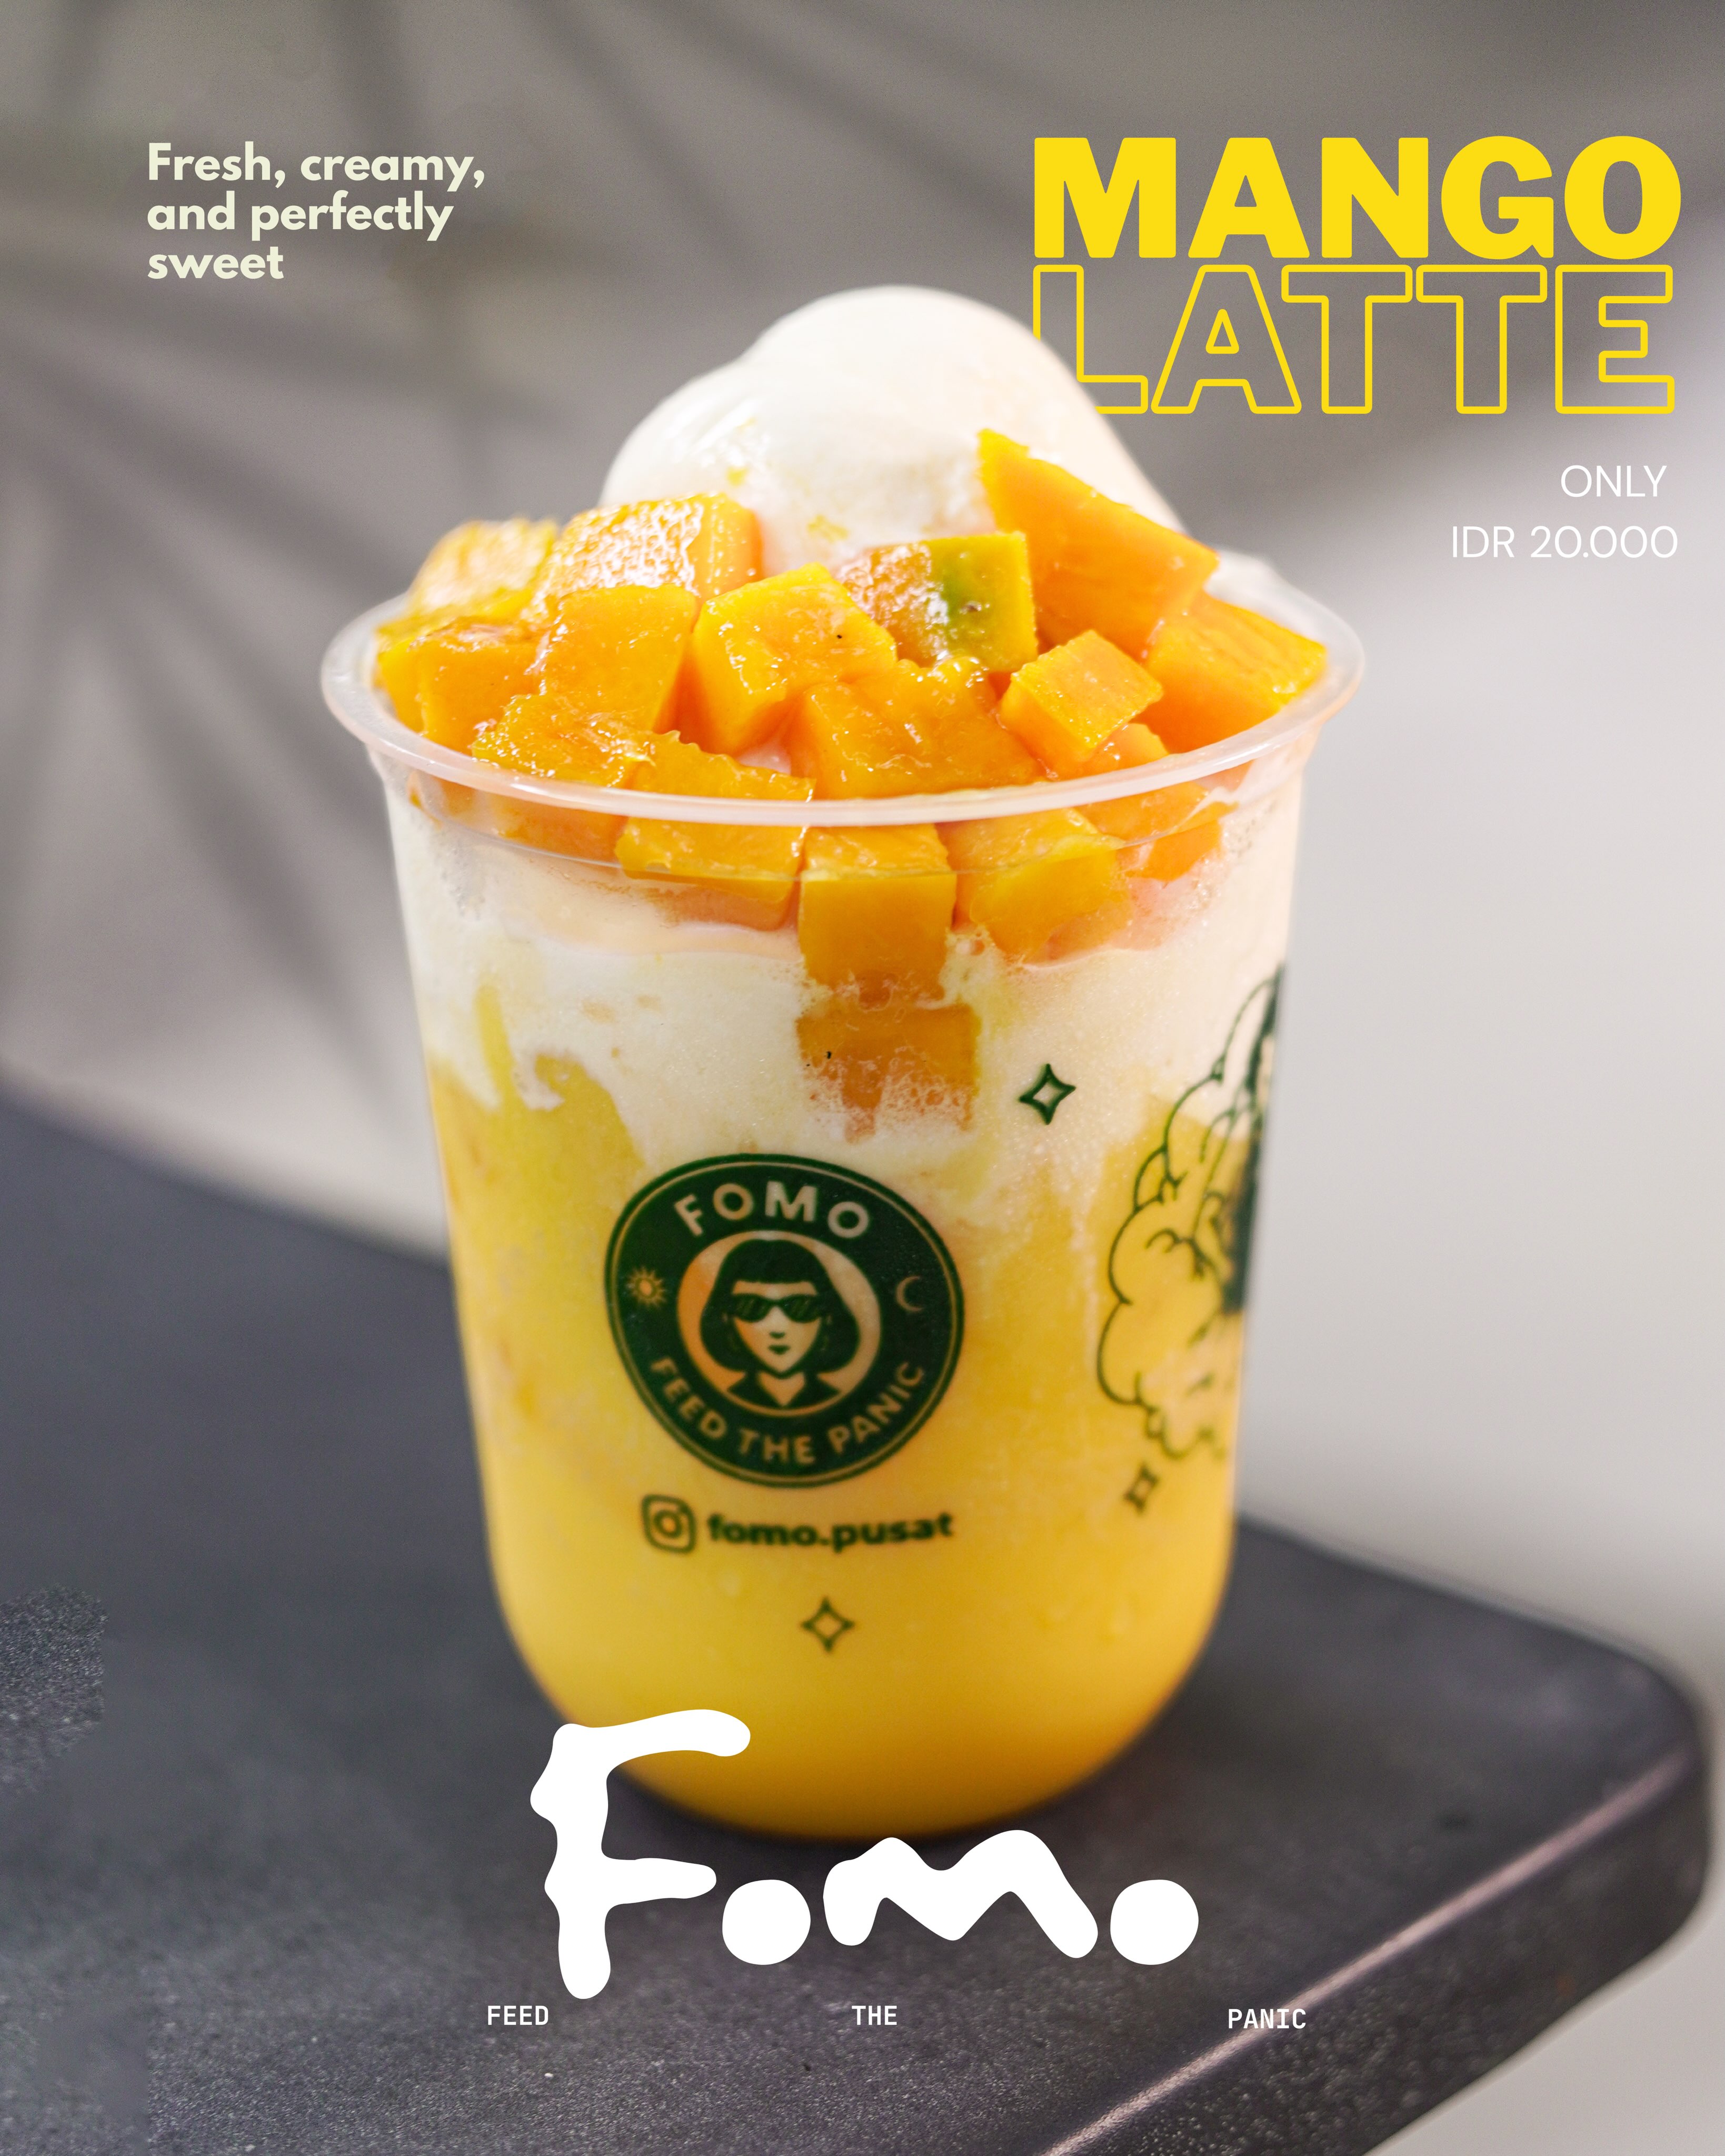 Fresh, creamy,
and perfectly
sweet
MANGO
LATTE
ONLY
IDR 20.000
FOMO
FEED THE PANIC
fomo.pusat
F.m.
FEED THE PANIC